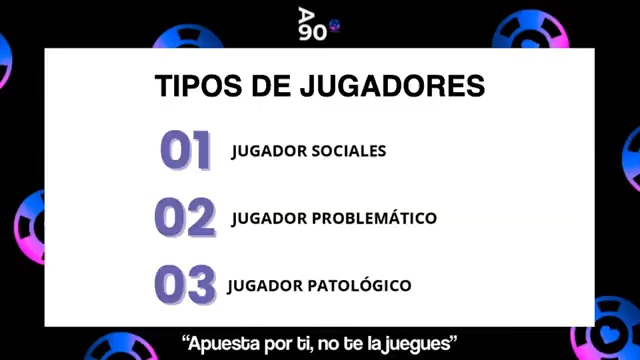 A
90
TIPOS DE JUGADORES
01 JUGADOR SOCIALES
02 JUGADOR PROBLEMÁTICO
03 JUGADOR PATOLÓGICO
“Apuesta por ti, no te la juegues”